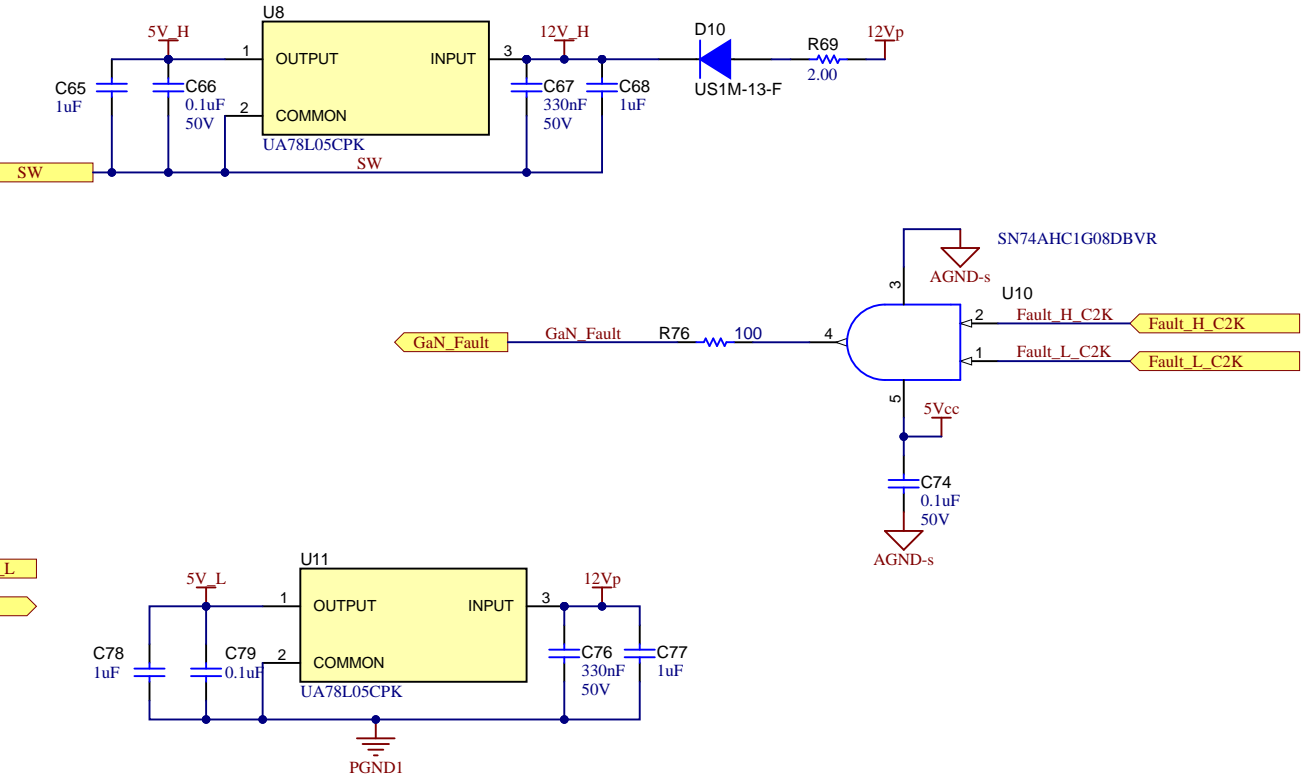 U8
5V_H
12V_H
D10
R69
12Vp
1
OUTPUT
INPUT
3
2.00
C65
1uF
C66
0.1uF
50V
C67
330nF
50V
C68
1uF
US1M-13-F
2
COMMON
UA78L05CPK
SW
SW
SN74AHC1G08DBVR
AGND-s
3
U10
GaN_Fault
GaN_Fault
R76
100
4
2
Fault_H_C2K
Fault_H_C2K
1
Fault_L_C2K
Fault_L_C2K
5
5Vcc
C74
0.1uF
50V
AGND-s
_L
U11
5V_L
12Vp
1
OUTPUT
INPUT
3
C78
1uF
C79
0.1uF
2
COMMON
C76
330nF
50V
C77
1uF
UA78L05CPK
PGND1